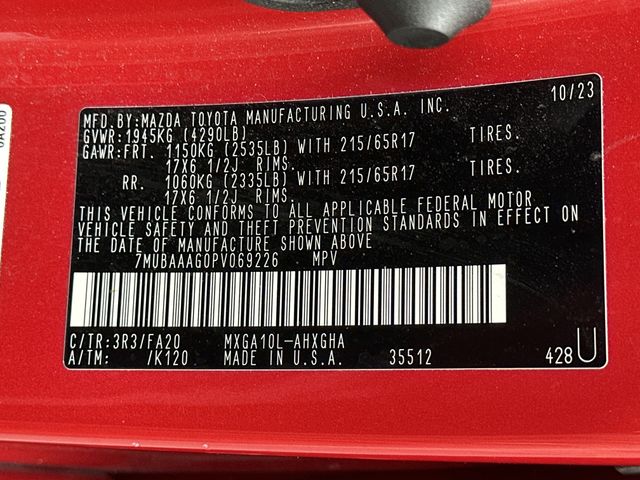 MFD.BY:MAZDA TOYOTA MANUFACTURING U.S.A. INC. 10/23
GVWR:1945KG (4290LB)
GAWR:FRT. 1150KG (2535LB) WITH 215/65R17 TIRES.
17X6 1/2J RIMS.
RR. 1060KG (2335LB) WITH 215/65R17 TIRES.
17X6 1/2J RIMS.
THIS VEHICLE CONFORMS TO ALL APPLICABLE FEDERAL MOTOR
VEHICLE SAFETY AND THEFT PREVENTION STANDARDS IN EFFECT ON
THE DATE OF MANUFACTURE SHOWN ABOVE.
7MUBAAAG0PV069226 MPV
C/TR:3R3/FA20 MXGA10L-AHXGHA
A/TM: /K120 MADE IN U.S.A. 35512 428U
0A200